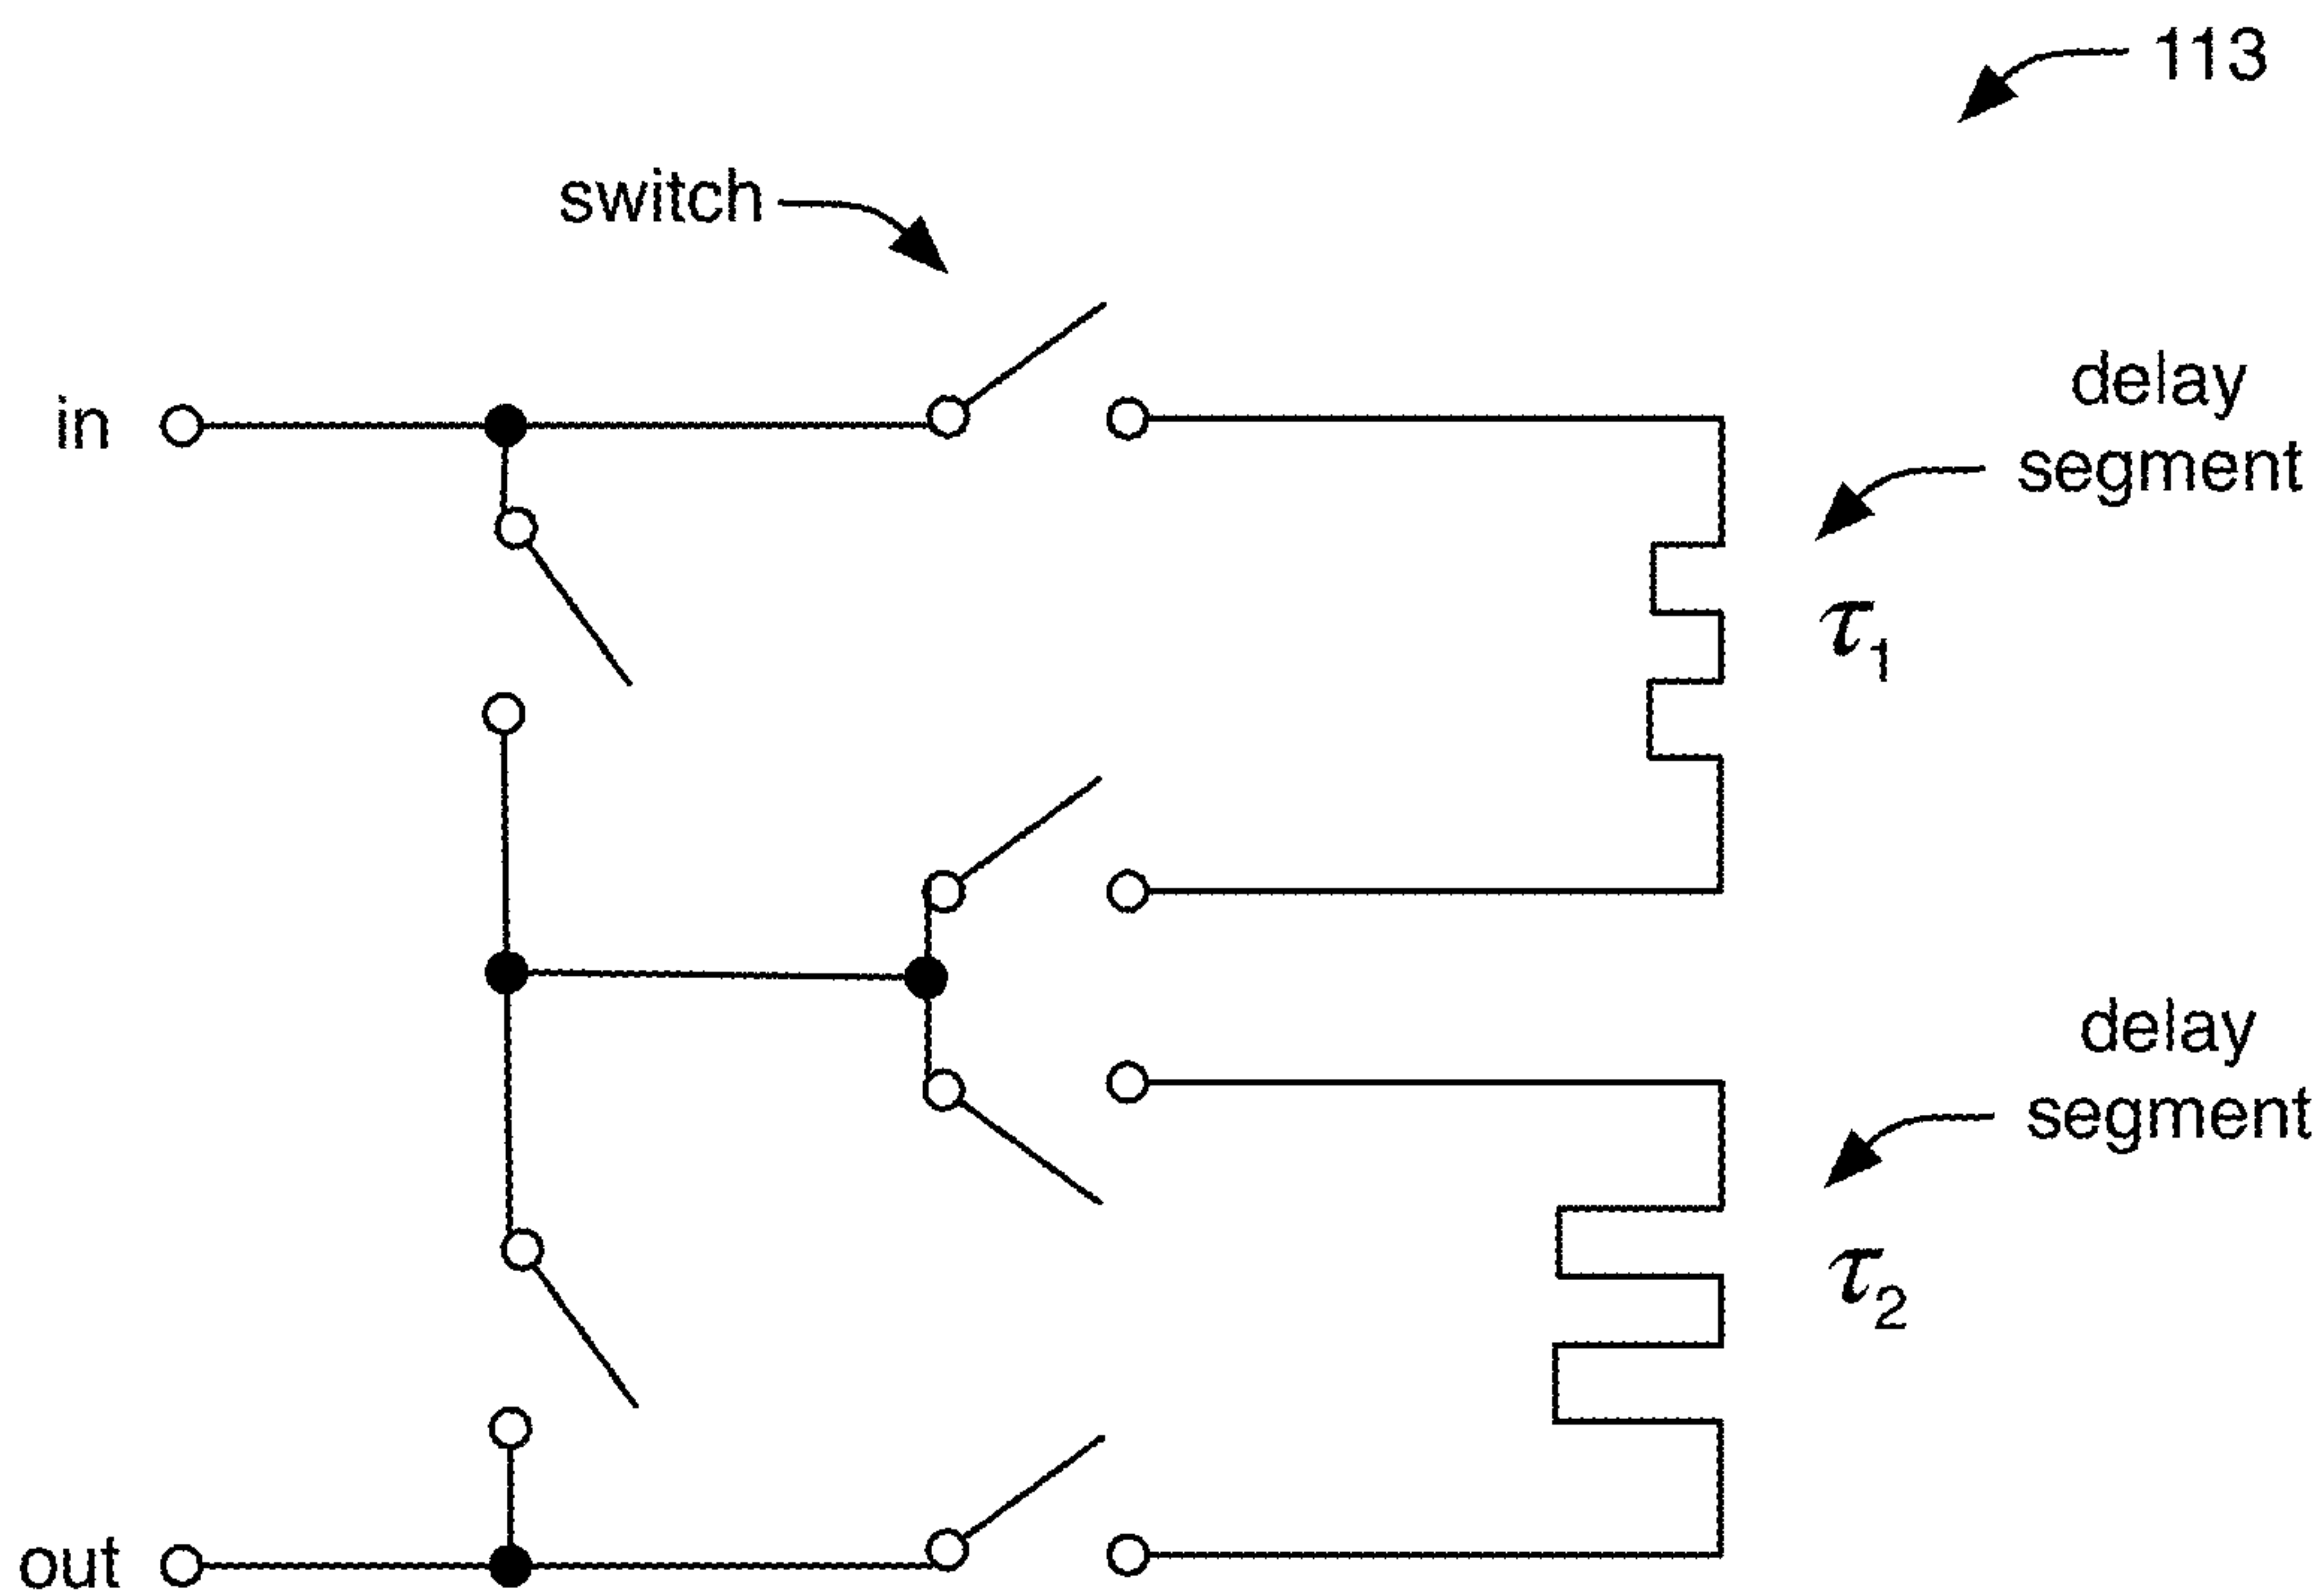 113
switch
in
delay
segment
τ1
delay
segment
τ2
out